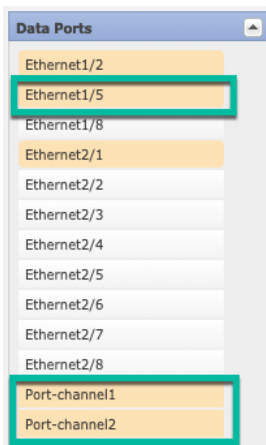 Data Ports
Ethernet1/2
Ethernet1/5
Ethernet1/8
Ethernet2/1
Ethernet2/2
Ethernet2/3
Ethernet2/4
Ethernet2/5
Ethernet2/6
Ethernet2/7
Ethernet2/8
Port-channel1
Port-channel2